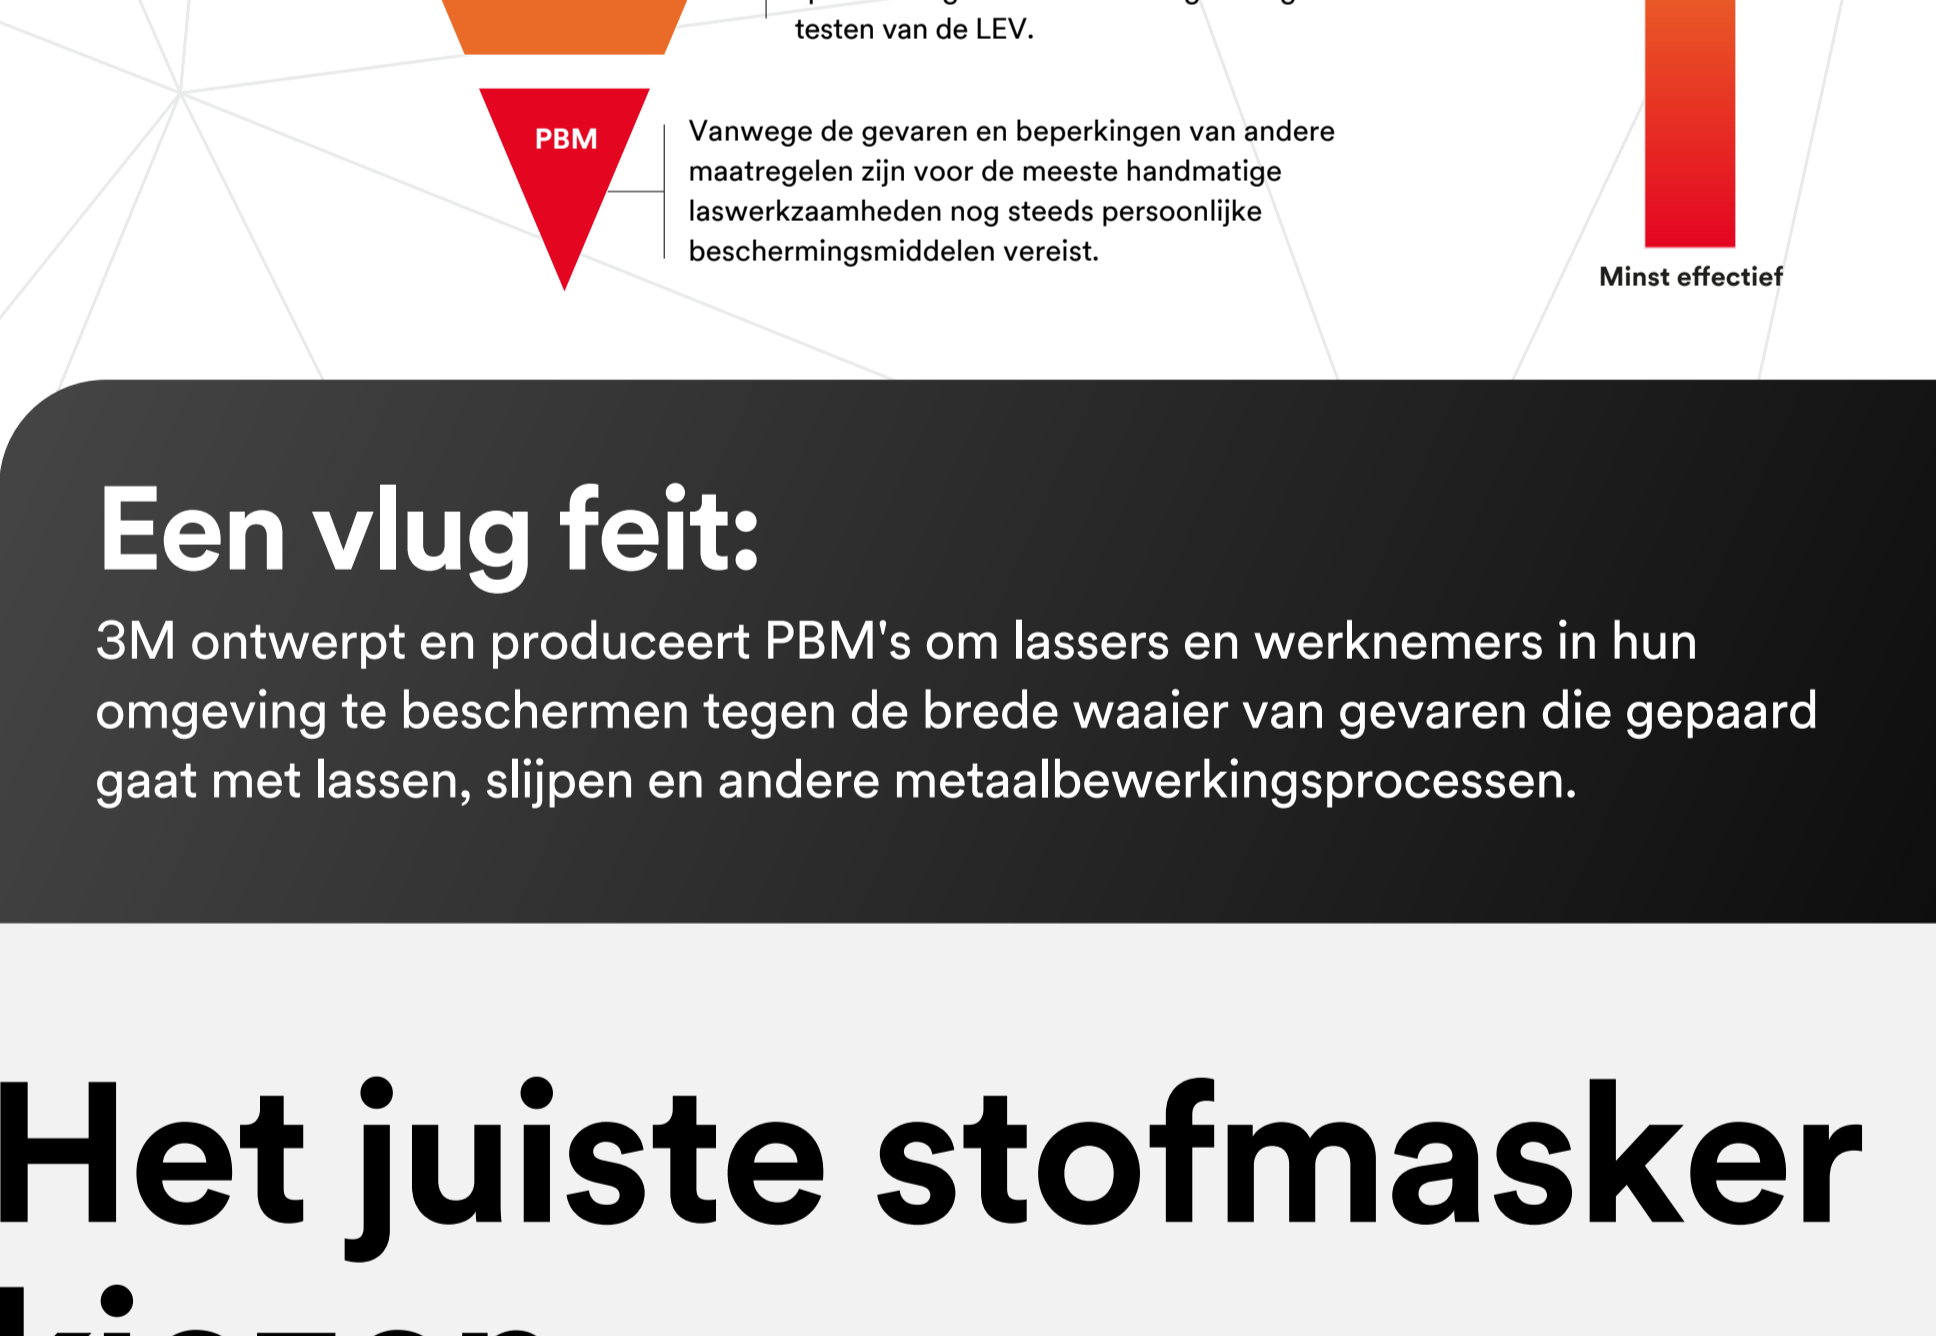 testen van de LEV.
PBM
Vanwege de gevaren en beperkingen van andere
maatregelen zijn voor de meeste handmatige
laswerkzaamheden nog steeds persoonlijke
beschermingsmiddelen vereist.
Minst effectief
Een vlug feit:
3M ontwerpt en produceert PBM's om lassers en werknemers in hun
omgeving te beschermen tegen de brede waaier van gevaren die gepaard
gaat met lassen, slijpen en andere metaalbewerkingsprocessen.
Het juiste stofmasker
kiezen